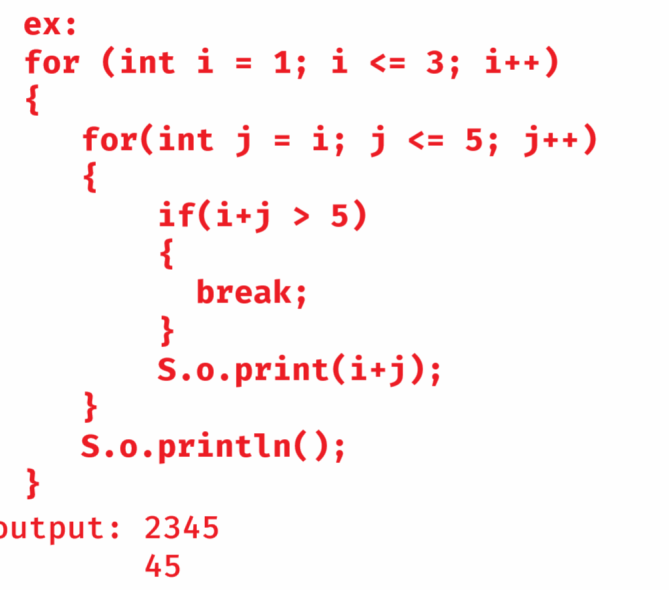 ex:
for (int i = 1; i <= 3; i++)
{
for(int j = i; j <= 5; j++)
{
if(i+j > 5)
{
break;
}
S.o.print(i+j);
}
S.o.println();
}
output: 2345
45